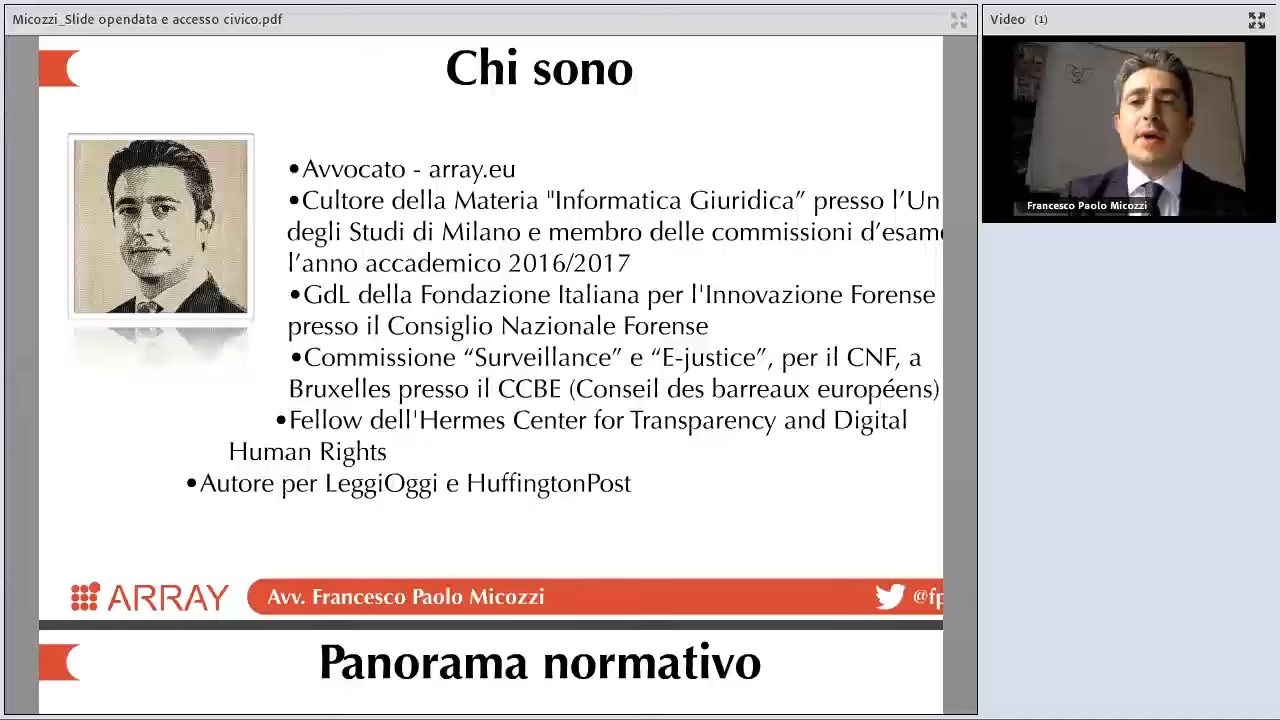 Micozzi_Slide opendata e accesso civico.pdf
Video (1)
Chi sono
•Avvocato - array.eu
•Cultore della Materia "Informatica Giuridica” presso l’Un
degli Studi di Milano e membro delle commissioni d’esame
l’anno accademico 2016/2017
•GdL della Fondazione Italiana per l'Innovazione Forense
presso il Consiglio Nazionale Forense
•Commissione “Surveillance” e “E-justice”, per il CNF, a
Bruxelles presso il CCBE (Conseil des barreaux européens)
•Fellow dell'Hermes Center for Transparency and Digital
Human Rights
•Autore per LeggiOggi e HuffingtonPost
ARRAY
Avv. Francesco Paolo Micozzi
@fp
Panorama normativo
Francesco Paolo Micozzi